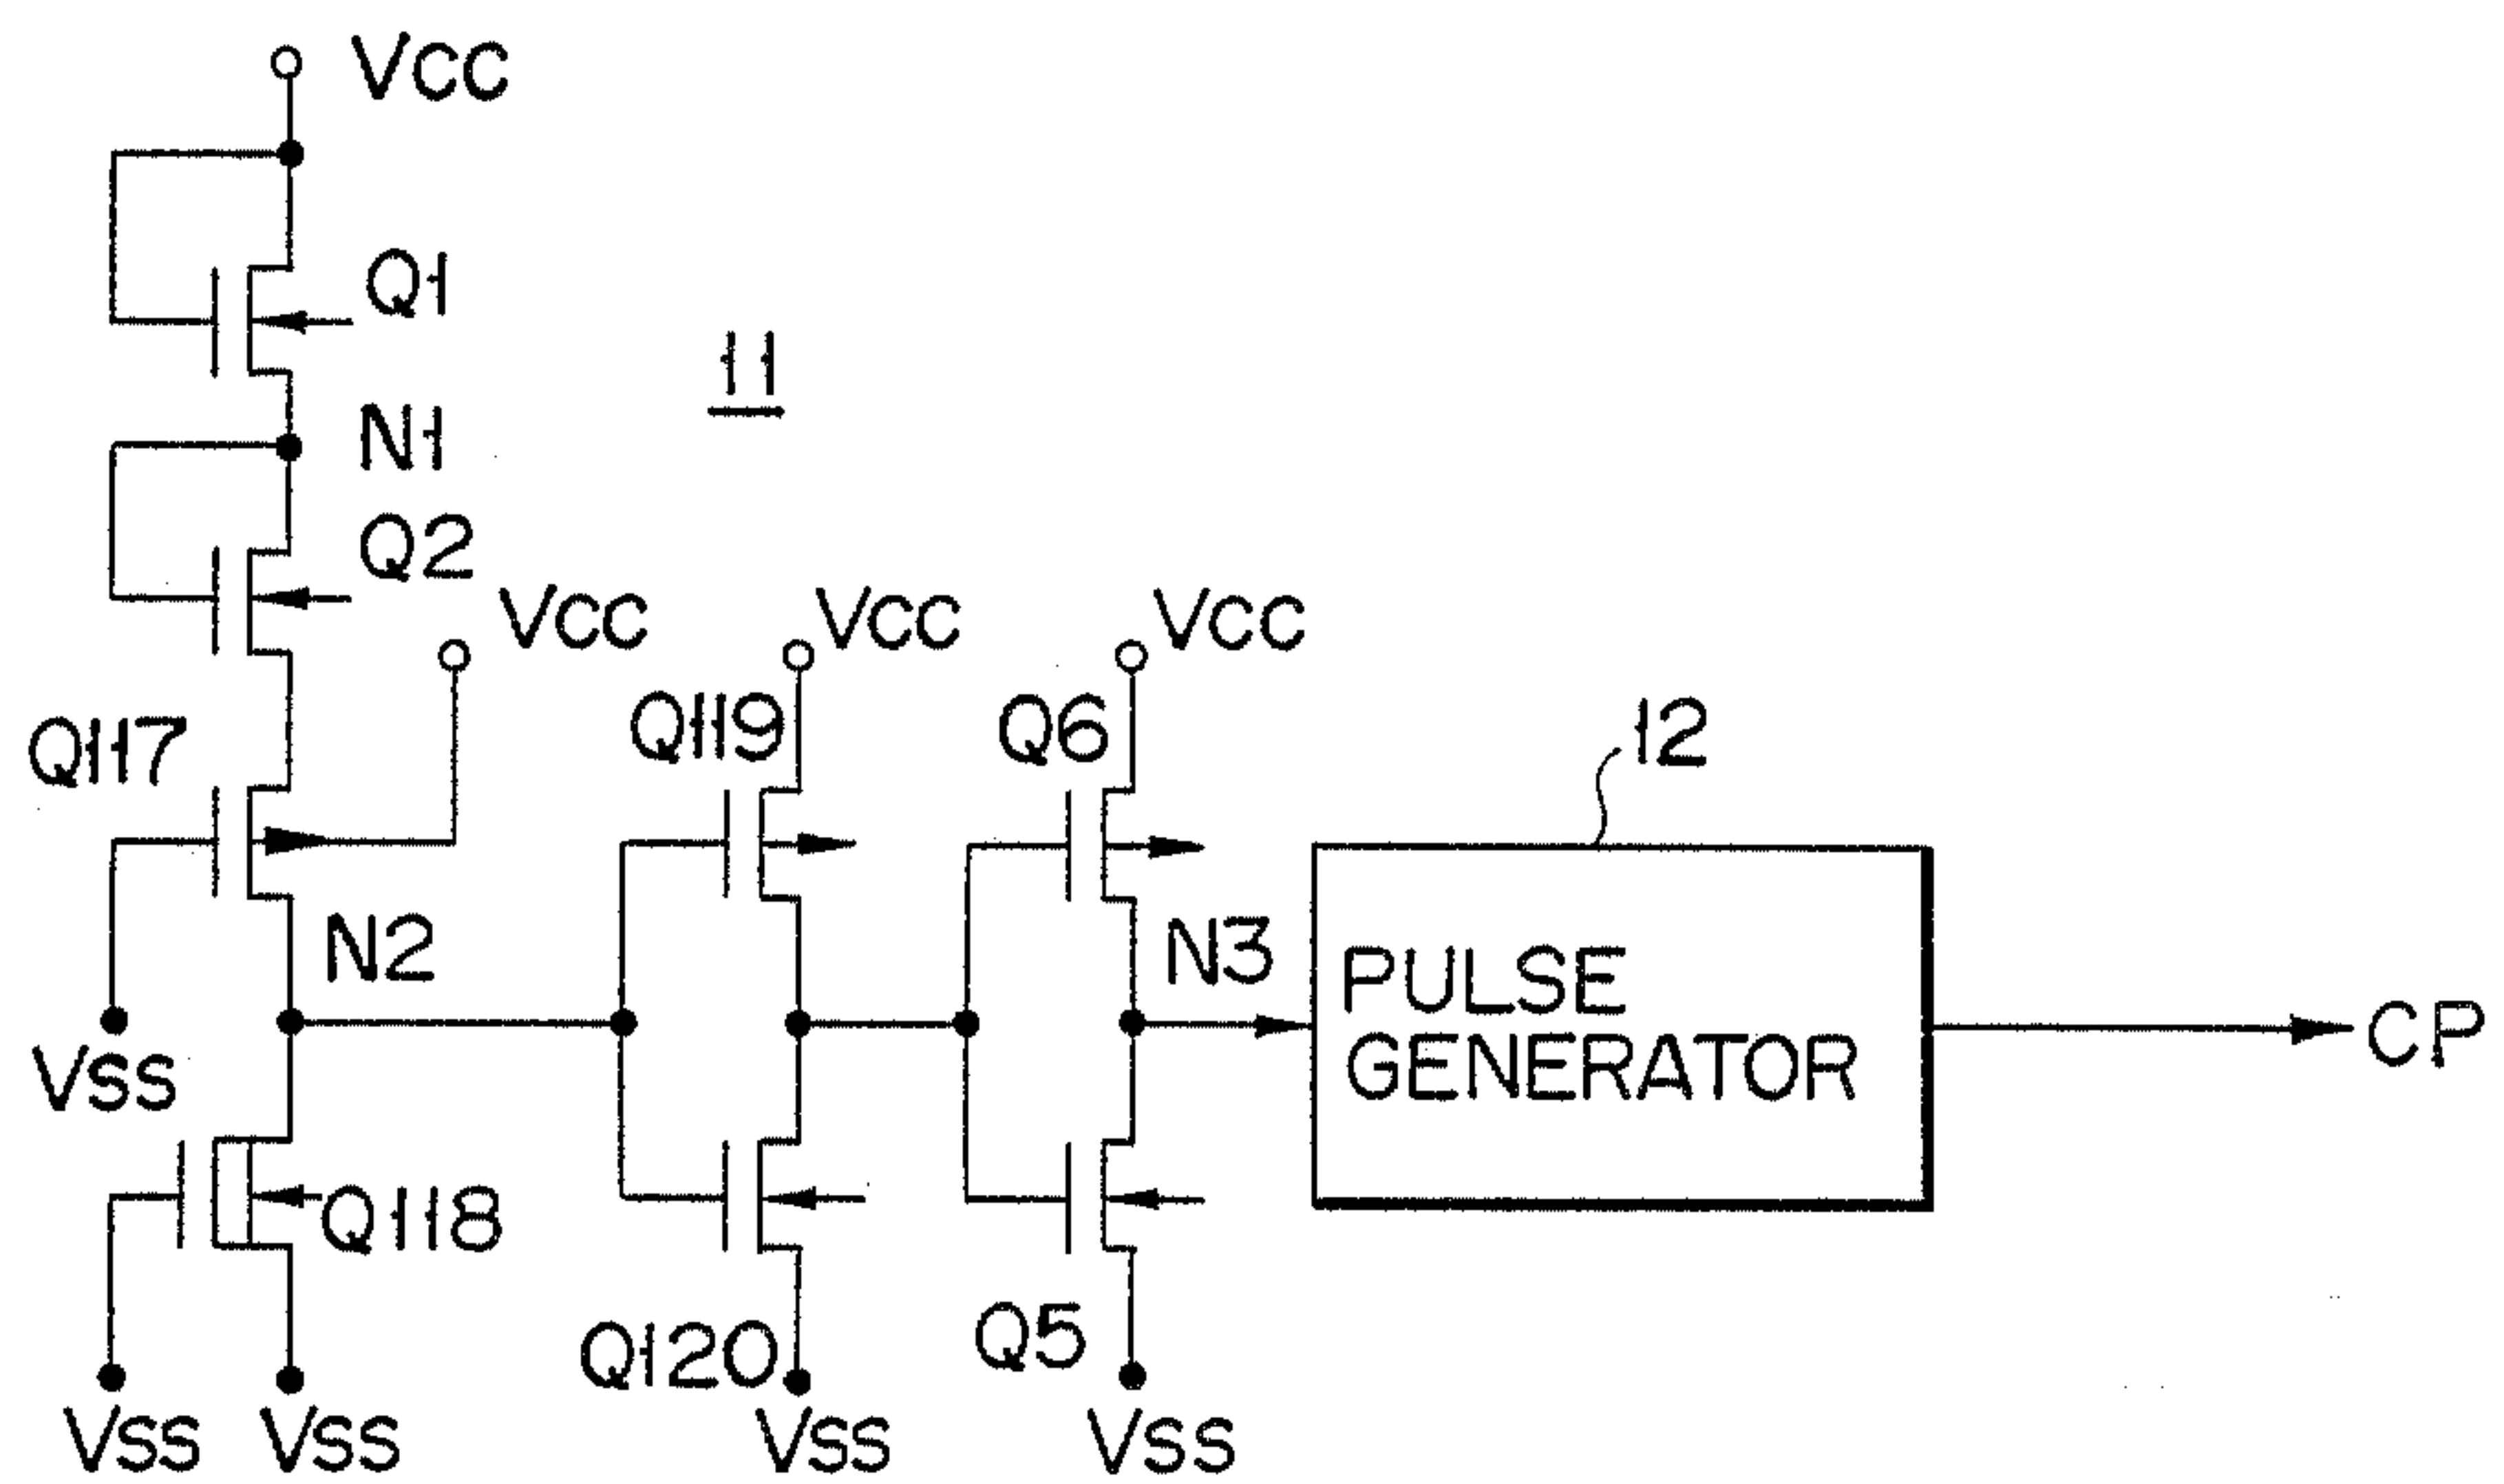 VCC
Q1
11
N1
Q2
VCC
VCC
VCC
Q117
Q119
Q6
12
N2
N3
PULSE
GENERATOR
CP
VSS
Q118
Q120
Q5
VSS
VSS
VSS
VSS